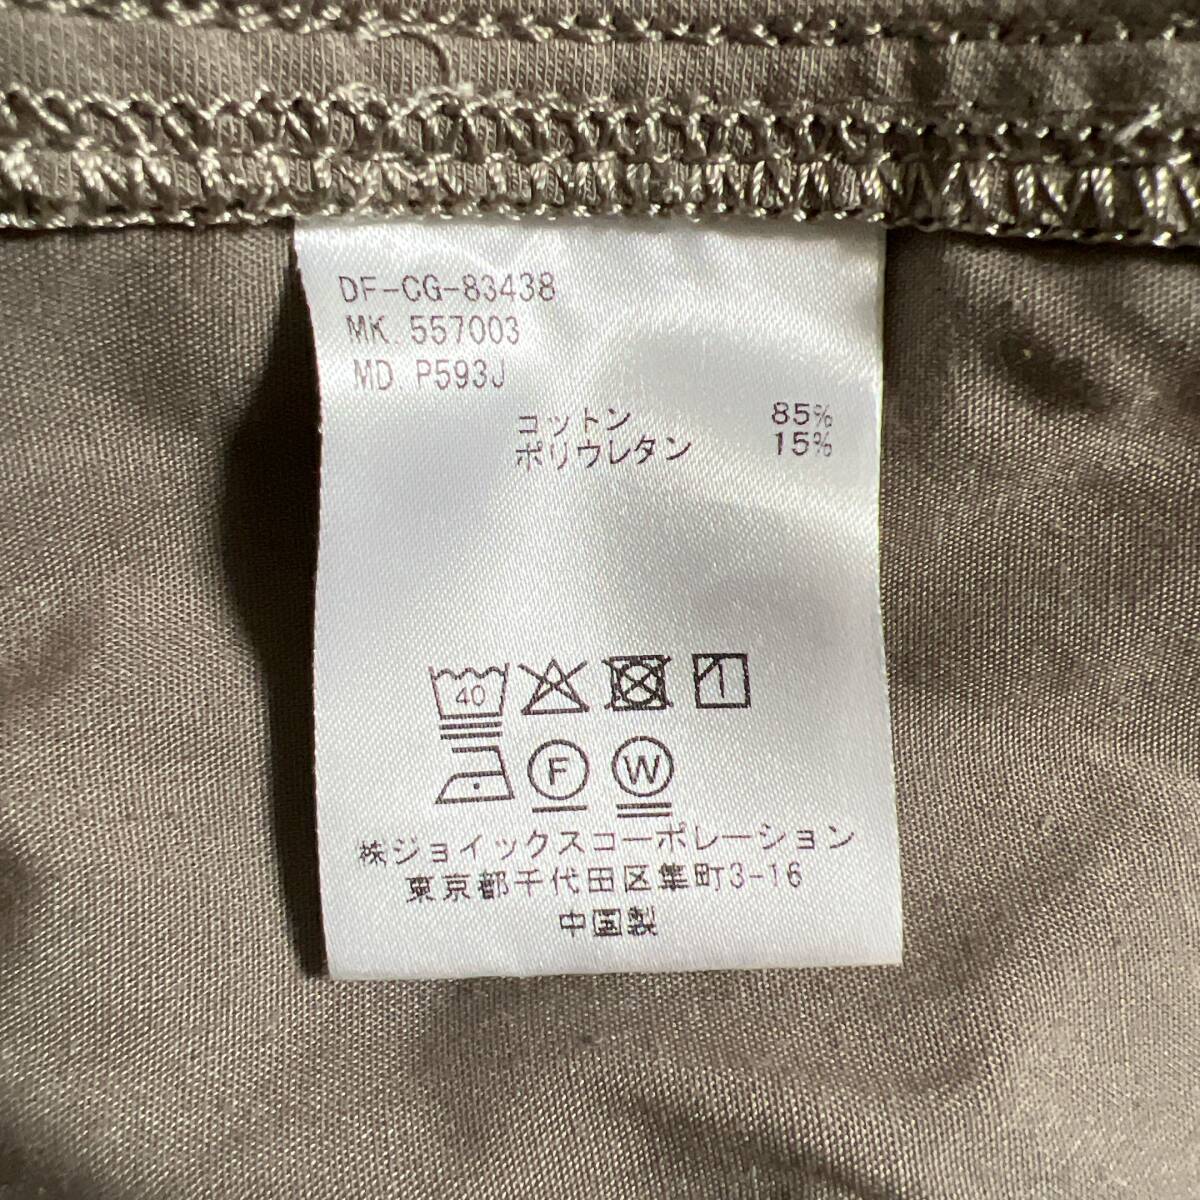 DF-CG-83438
MK. 557003
MD P593J
コットン 85%
ポリウレタン 15%
40
F W
㈱ジョイックスコーポレーション
東京都千代田区隼町3-16
中国製